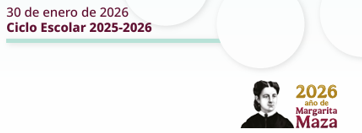 30 de enero de 2026
Ciclo Escolar 2025-2026
2026
año de
Margarita
Maza